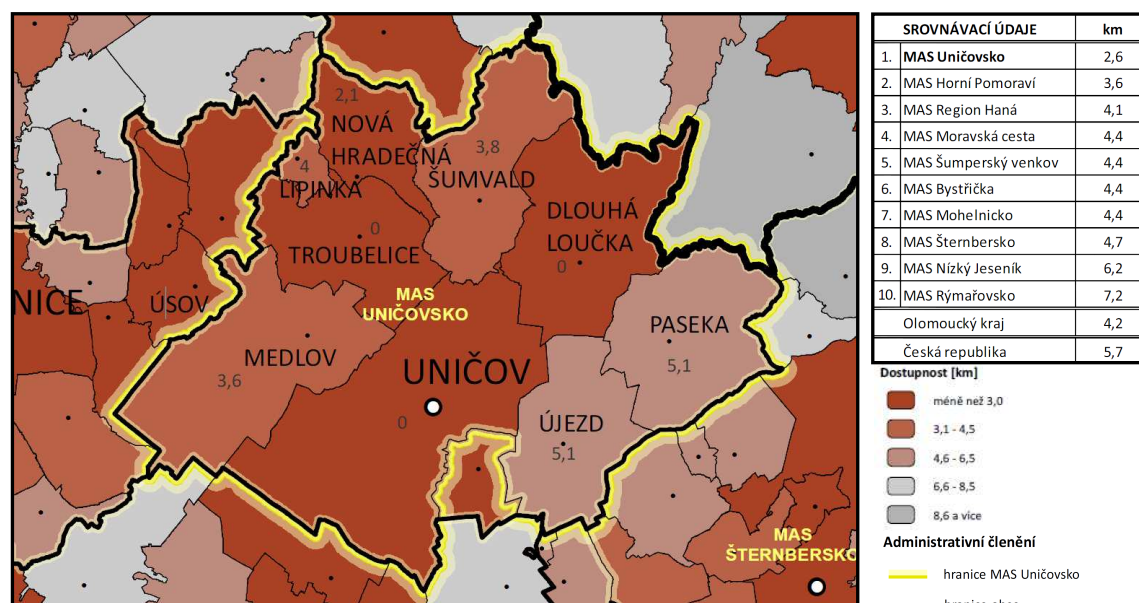 2,1
NOVÁ
HRADEČNÁ
4
LIPINKA
3,8
ŠUMVALD
DLOUHÁ
LOUČKA
0
0
TROUBELICE
NICE
ÚSOV
MAS
UNIČOVSKO
MEDLOV
3,6
UNIČOV
0
PASEKA
5,1
ÚJEZD
5,1
MAS
ŠTERNBERSKO
SROVNÁVACÍ ÚDAJE km
1. MAS Uničovsko 2,6
2. MAS Horní Pomoraví 3,6
3. MAS Region Haná 4,1
4. MAS Moravská cesta 4,4
5. MAS Šumperský venkov 4,4
6. MAS Bystřička 4,4
7. MAS Mohelnicko 4,4
8. MAS Šternbersko 4,7
9. MAS Nízký Jeseník 6,2
10. MAS Rýmařovsko 7,2
Olomoucký kraj 4,2
Česká republika 5,7
Dostupnost [km]
méně než 3,0
3,1 - 4,5
4,6 - 6,5
6,6 - 8,5
8,6 a více
Administrativní členění
hranice MAS Uničovsko